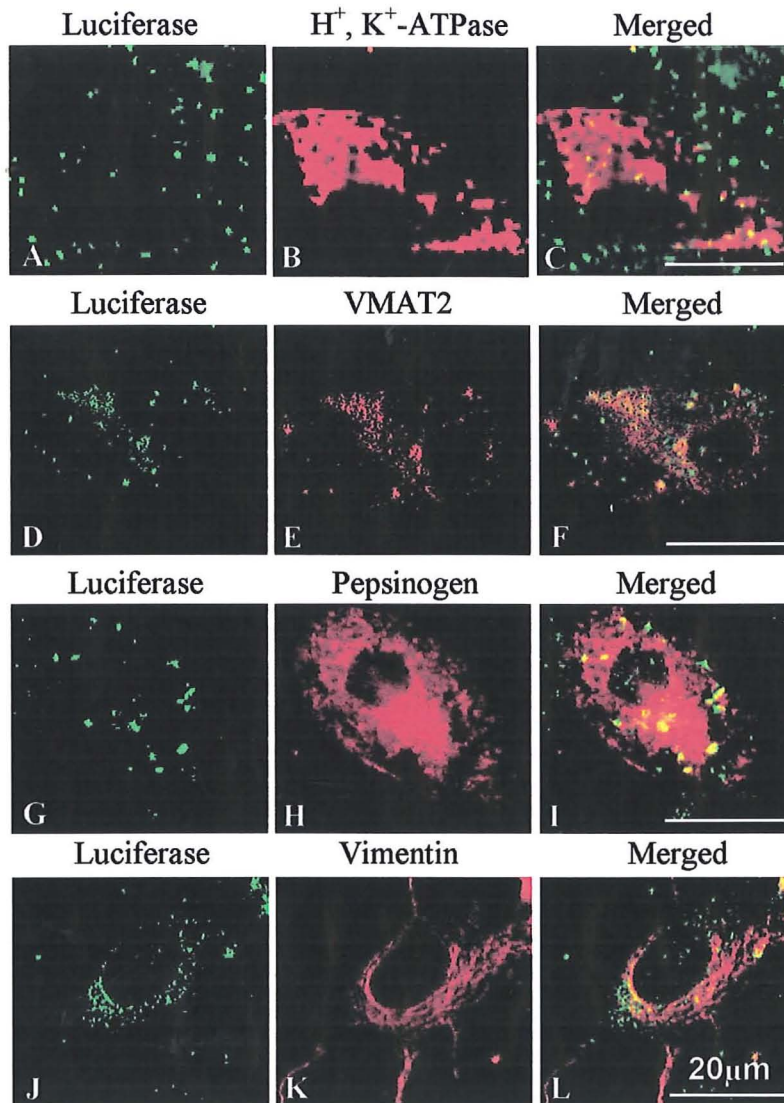 Luciferase H⁺, K⁺-ATPase Merged
A B C
Luciferase VMAT2 Merged
D E F
Luciferase Pepsinogen Merged
G H I
Luciferase Vimentin Merged
20μm
J K L